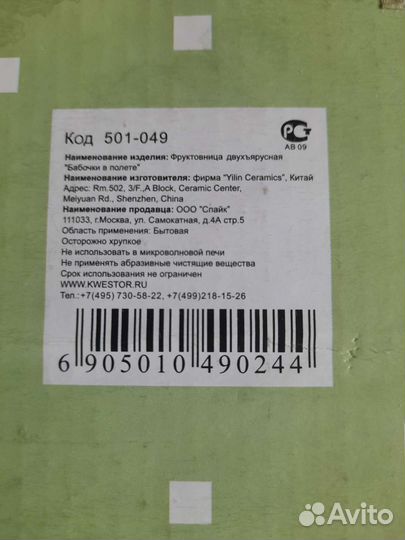 Код 501-049
АВ 09
Наименование изделия: Фруктовница двухъярусная
"Бабочки в полете"
Наименование изготовителя: фирма "Yilin Ceramics", Китай
Адрес: Rm.502, 3/F.,A Block, Ceramic Center,
Meiyuan Rd., Shenzhen, China
Наименование продавца: ООО "Спайк"
111033, г.Москва, ул. Самокатная, д.4А стр.5
Область применения: Бытовая
Осторожно хрупкое
Не использовать в микроволновой печи
Не применять абразивные чистящие вещества
Срок использования не ограничен
WWW.KWESTOR.RU
Тел.:+7(495) 730-58-22, +7(499)218-15-26
6 905010 490244
Avito